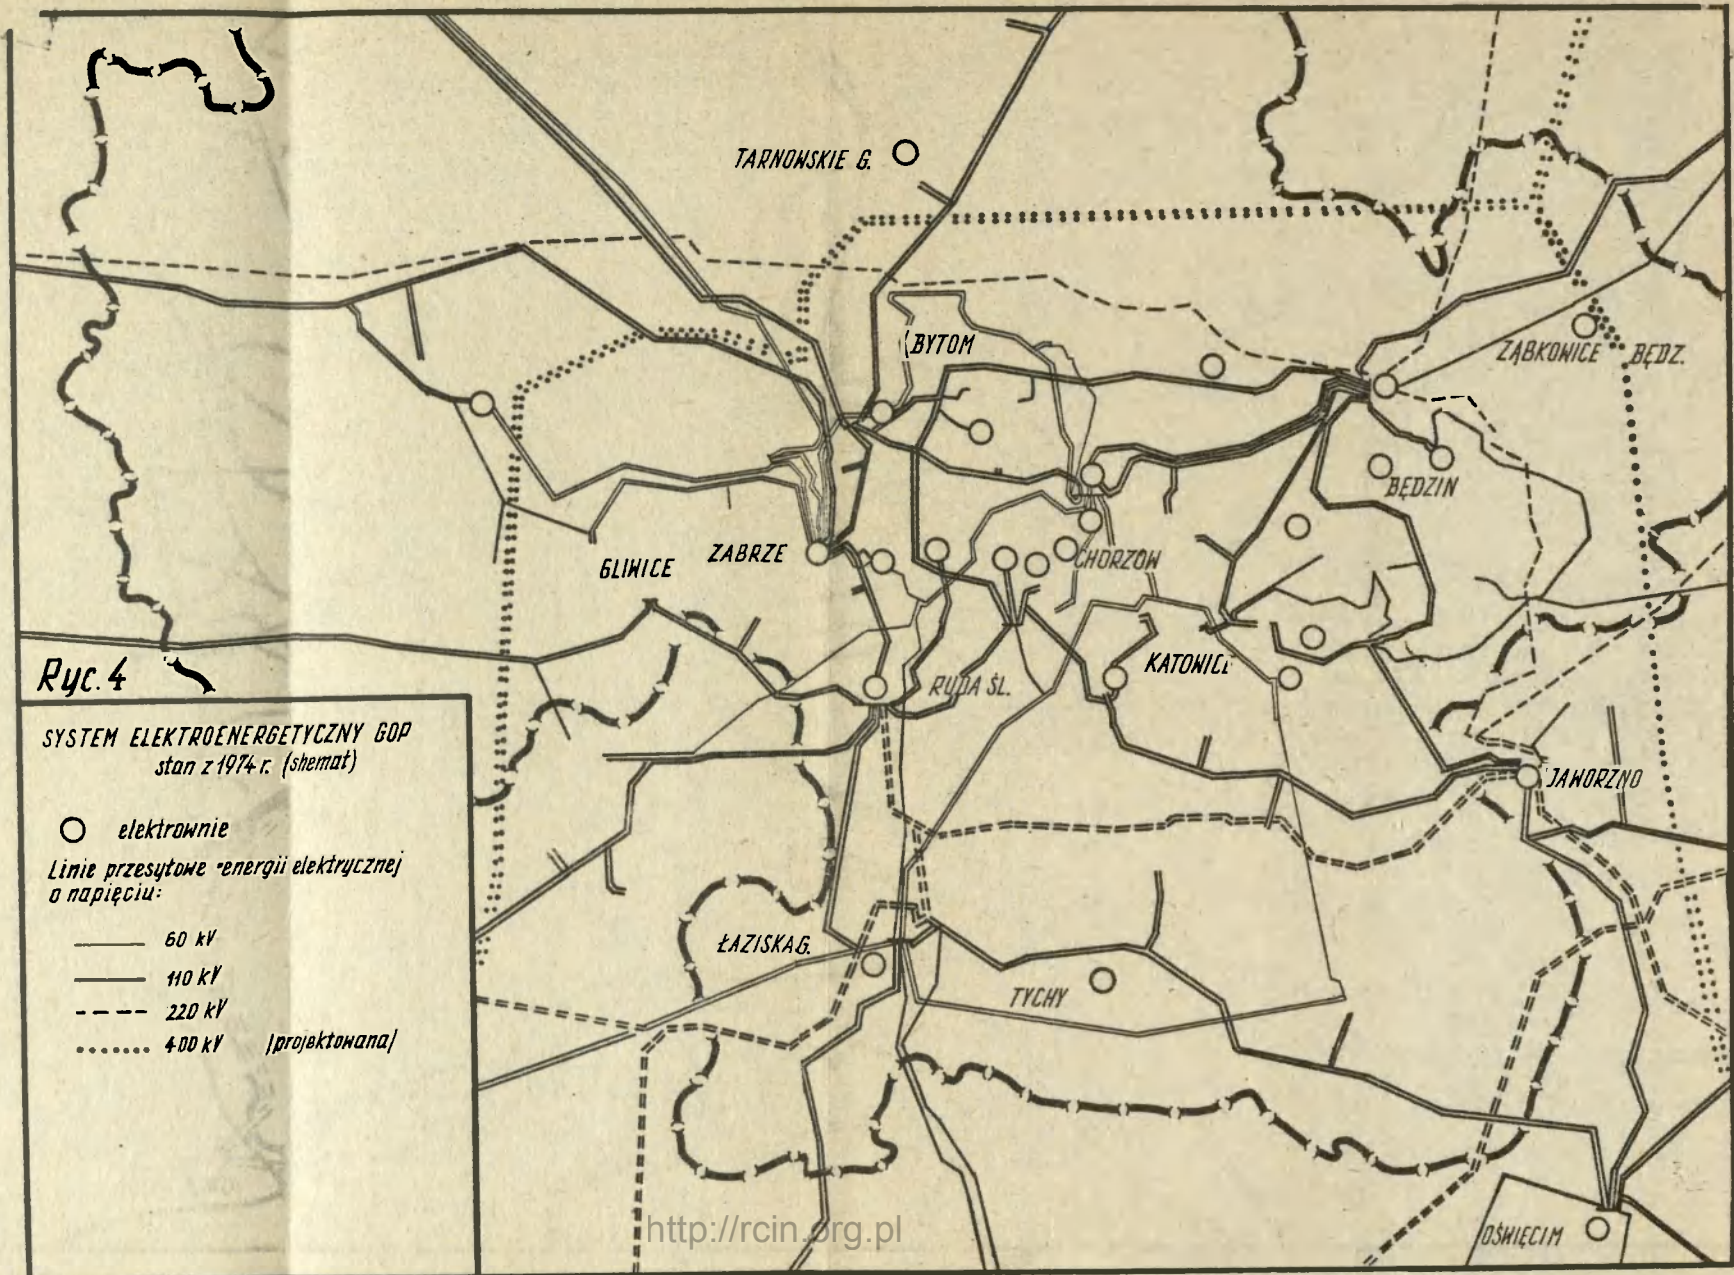 TARNOWSKIE G.
(BYTOM
ZĄBKOWICE BĘDZ.
BĘDZIN
GLIWICE
ZABRZE
CHORZOW
KATOWICE
RUDA ŚL.
JAWORZNO
ŁAZISKA G.
TYCHY
OŚWIĘCIM
Ryc. 4
SYSTEM ELEKTROENERGETYCZNY GOP
stan z 1974 r. (shemat)
elektrownie
Linie przesyłowe energii elektrycznej
o napięciu:
60 kV
110 kV
220 kV
400 kV /projektowana/
http://rcin.org.pl